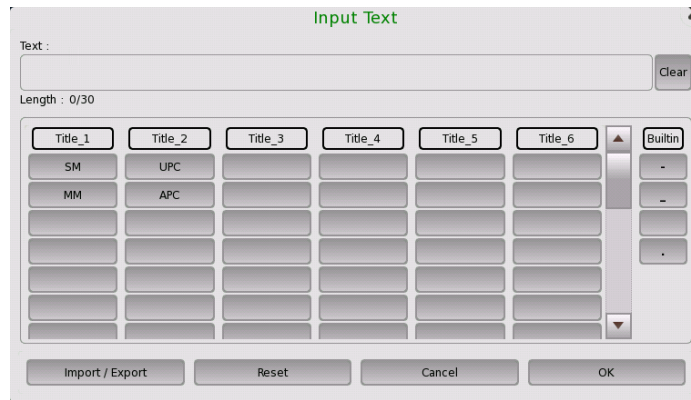 Input Text
Text :
Clear
Length : 0/30
Title_1 Title_2 Title_3 Title_4 Title_5 Title_6 Builtin
SM UPC -
MM APC _
.
Import / Export Reset Cancel OK